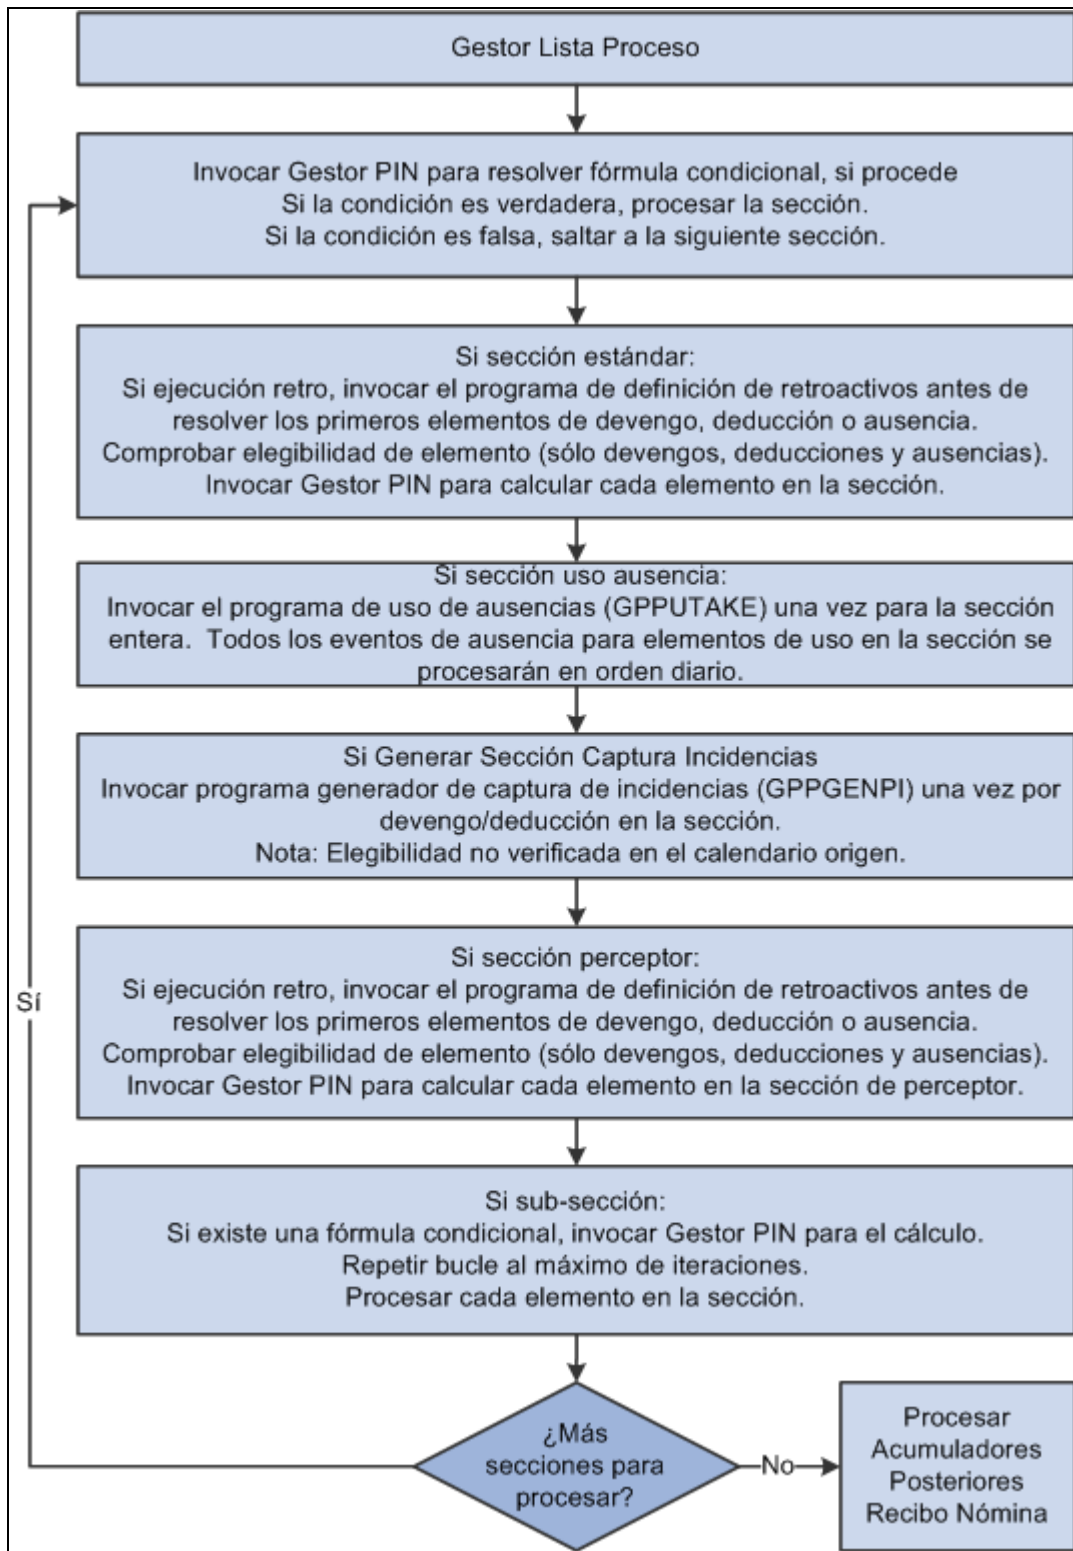 Gestor Lista Proceso
Invocar Gestor PIN para resolver fórmula condicional, si procede
Si la condición es verdadera, procesar la sección.
Si la condición es falsa, saltar a la siguiente sección.
Si sección estándar:
Si ejecución retro, invocar el programa de definición de retroactivos antes de
resolver los primeros elementos de devengo, deducción o ausencia.
Comprobar elegibilidad de elemento (sólo devengos, deducciones y ausencias).
Invocar Gestor PIN para calcular cada elemento en la sección.
Si sección uso ausencia:
Invocar el programa de uso de ausencias (GPPUTAKE) una vez para la sección
entera. Todos los eventos de ausencia para elementos de uso en la sección se
procesarán en orden diario.
Si Generar Sección Captura Incidencias
Invocar programa generador de captura de incidencias (GPPGENPI) una vez por
devengo/deducción en la sección.
Nota: Elegibilidad no verificada en el calendario origen.
Si sección perceptor:
Si ejecución retro, invocar el programa de definición de retroactivos antes de
resolver los primeros elementos de devengo, deducción o ausencia.
Comprobar elegibilidad de elemento (sólo devengos, deducciones y ausencias).
Invocar Gestor PIN para calcular cada elemento en la sección de perceptor.
Sí
Si sub-sección:
Si existe una fórmula condicional, invocar Gestor PIN para el cálculo.
Repetir bucle al máximo de iteraciones.
Procesar cada elemento en la sección.
¿Más
secciones para
procesar?
No
Procesar
Acumuladores
Posteriores
Recibo Nómina